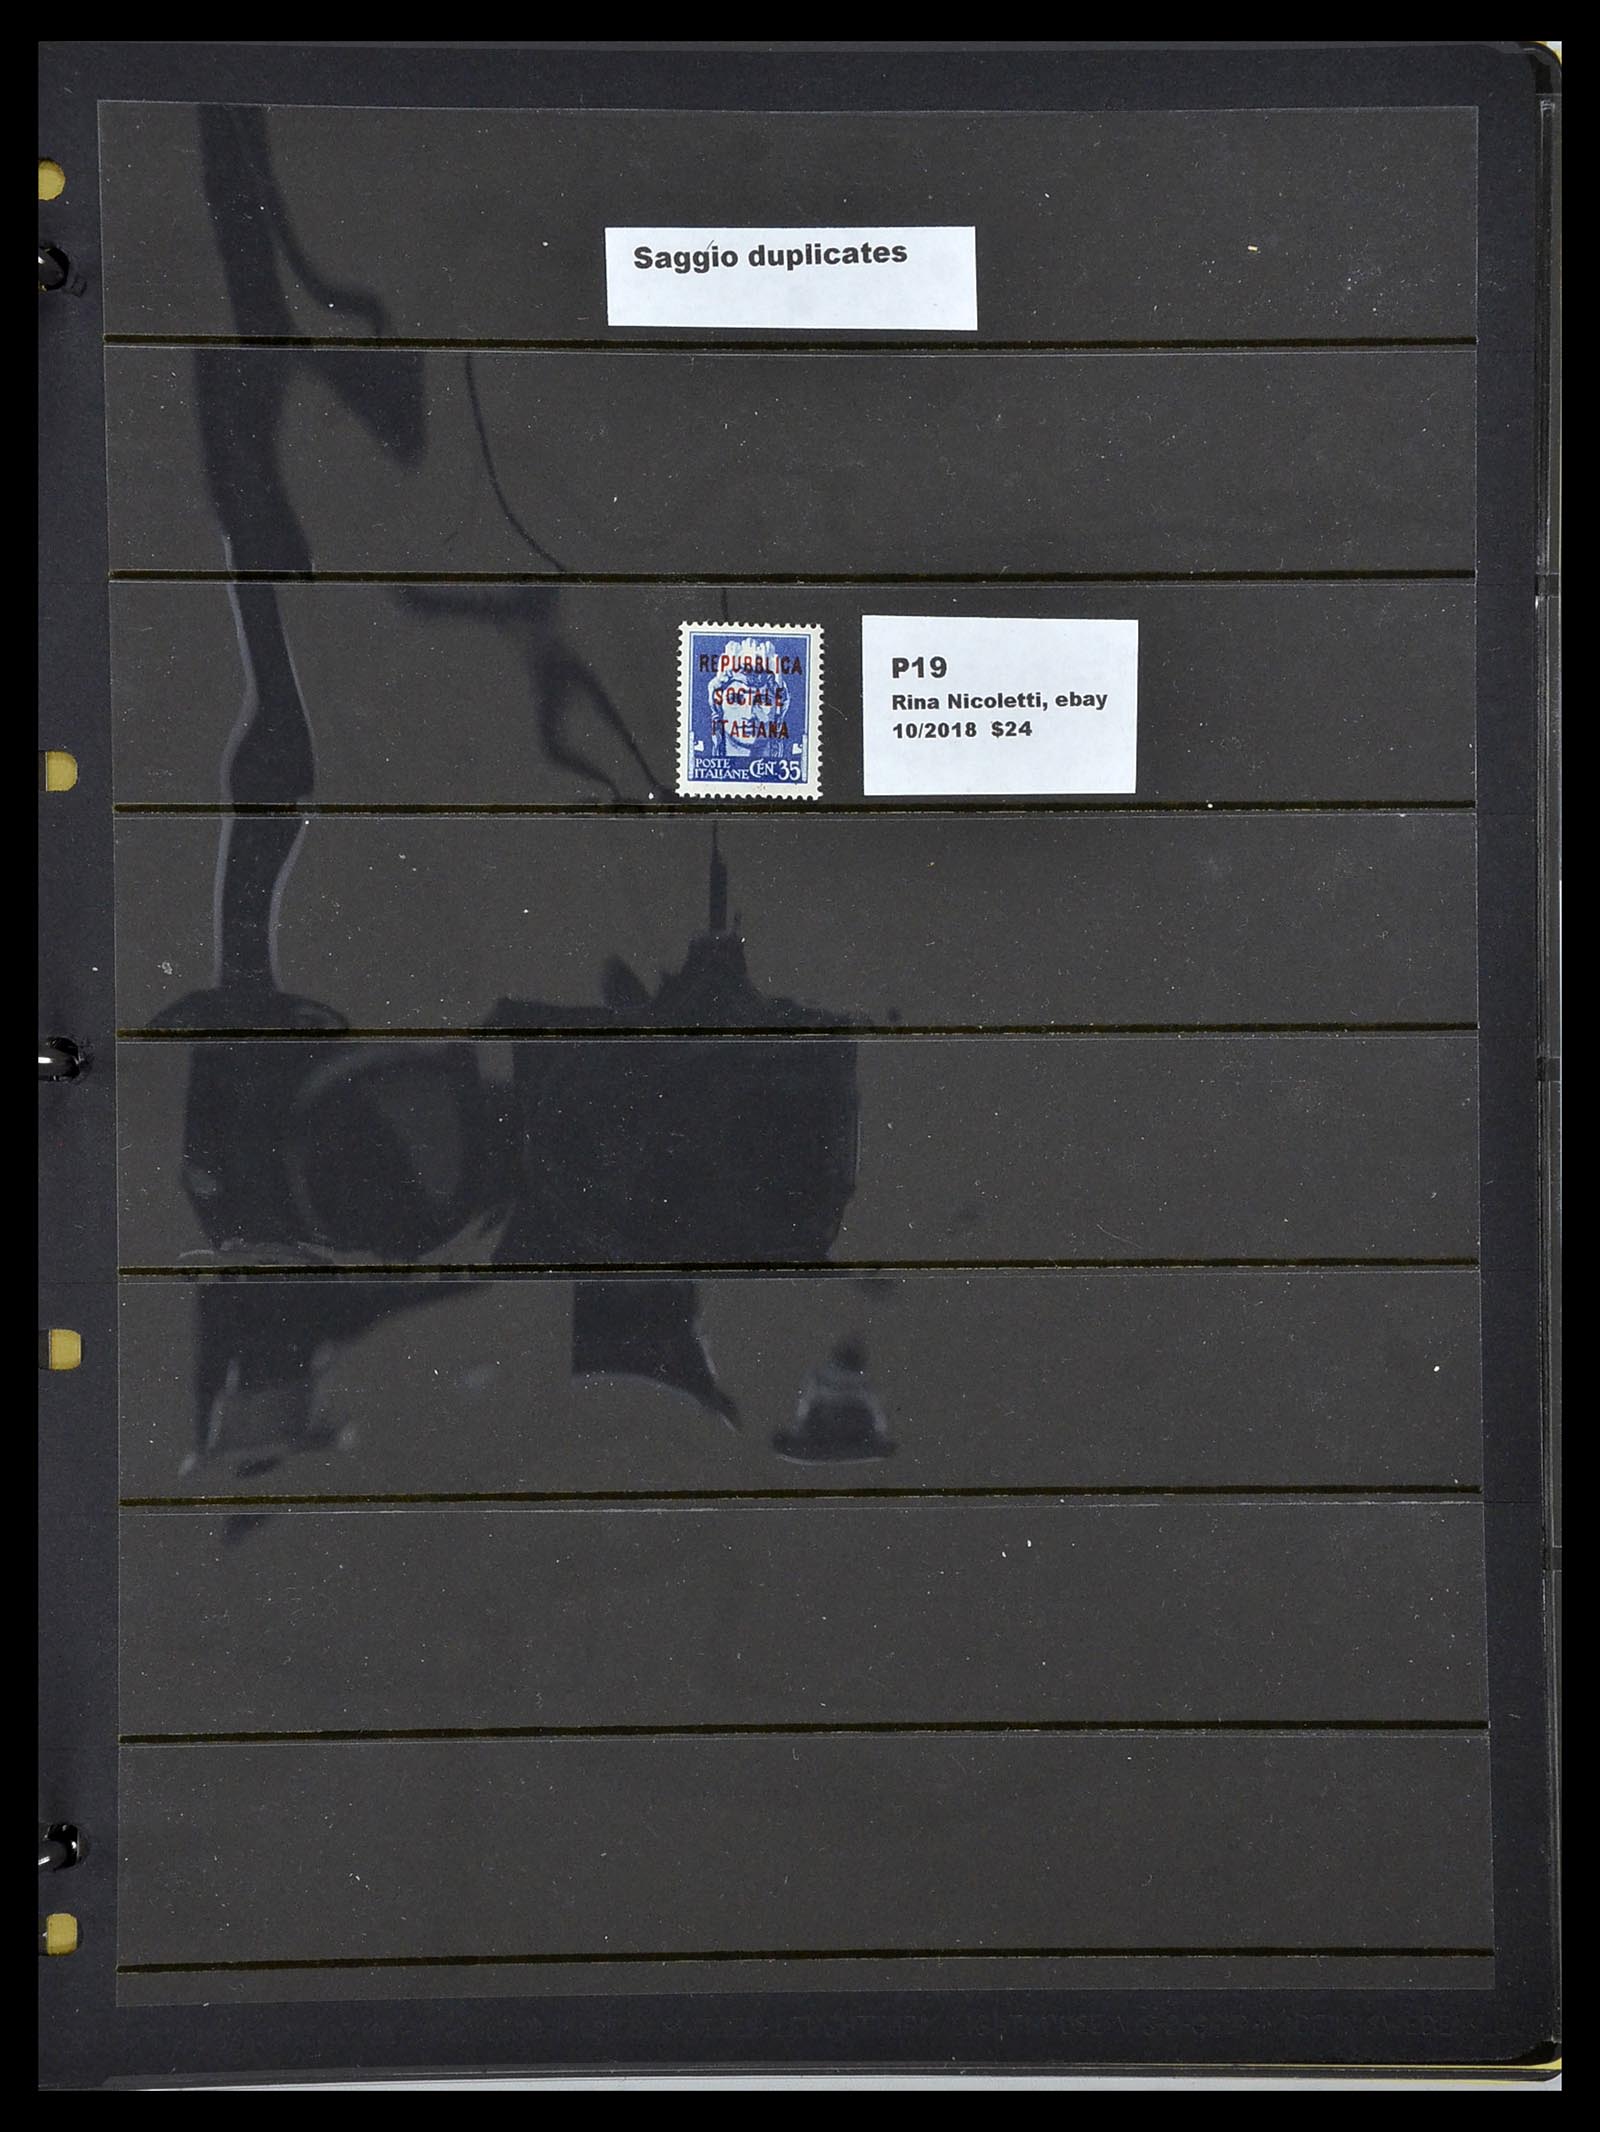 Saggio duplicates
REPUBBLICA
SOCIALE
ITALIANA
POSTE
ITALIANE CENT. 35
P19
Rina Nicoletti, ebay
10/2018 $24